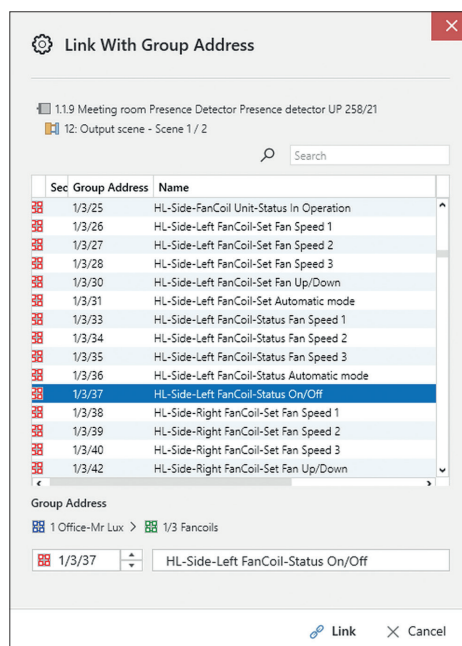 Link With Group Address
1.1.9 Meeting room Presence Detector Presence detector UP 258/21
12: Output scene - Scene 1 / 2
Search
Sec Group Address Name
1/3/25 HL-Side-FanCoil Unit-Status In Operation
1/3/26 HL-Side-Left FanCoil-Set Fan Speed 1
1/3/27 HL-Side-Left FanCoil-Set Fan Speed 2
1/3/28 HL-Side-Left FanCoil-Set Fan Speed 3
1/3/30 HL-Side-Left FanCoil-Set Fan Up/Down
1/3/31 HL-Side-Left FanCoil-Set Automatic mode
1/3/33 HL-Side-Left FanCoil-Status Fan Speed 1
1/3/34 HL-Side-Left FanCoil-Status Fan Speed 2
1/3/35 HL-Side-Left FanCoil-Status Fan Speed 3
1/3/36 HL-Side-Left FanCoil-Status Automatic mode
1/3/37 HL-Side-Left FanCoil-Status On/Off
1/3/38 HL-Side-Right FanCoil-Set Fan Speed 1
1/3/39 HL-Side-Right FanCoil-Set Fan Speed 2
1/3/40 HL-Side-Right FanCoil-Set Fan Speed 3
1/3/42 HL-Side-Right FanCoil-Set Fan Up/Down
Group Address
1 Office-Mr Lux > 1/3 Fancoils
1/3/37 HL-Side-Left FanCoil-Status On/Off
Link Cancel